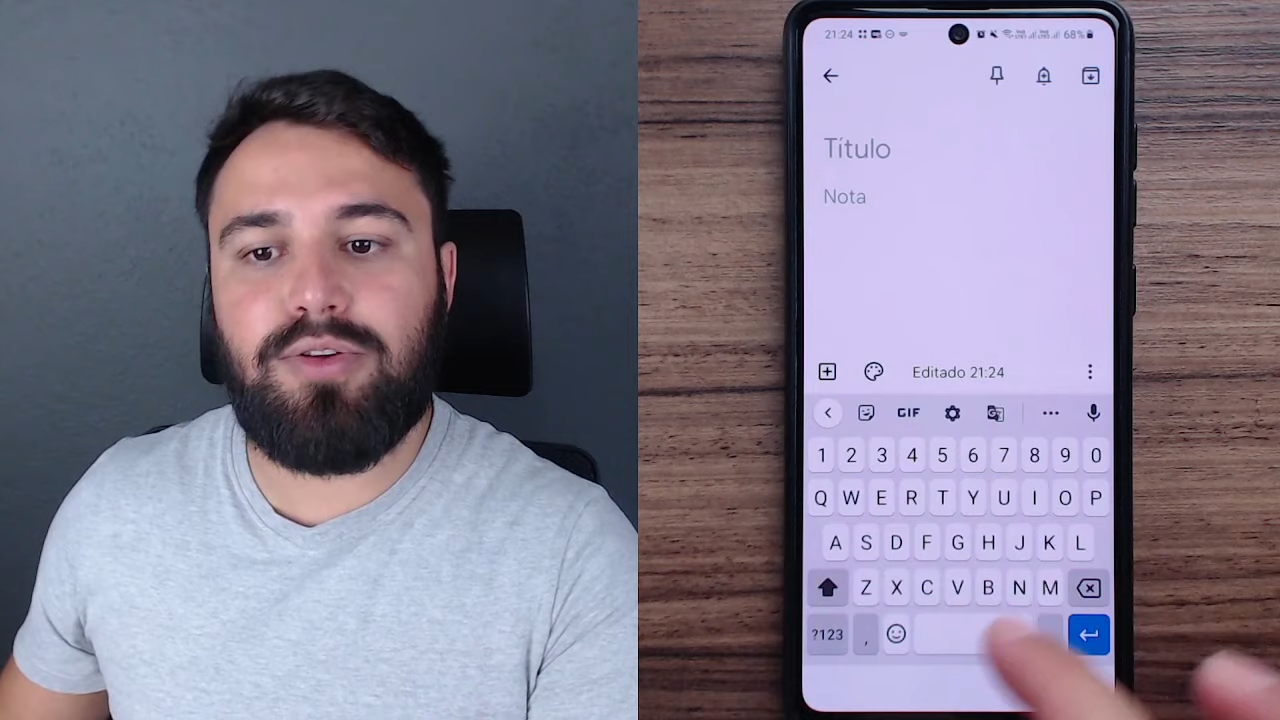 21:24 68%
Título
Nota
Editado 21:24
GIF
1 2 3 4 5 6 7 8 9 0
Q W E R T Y U I O P
A S D F G H J K L
Z X C V B N M
?123 ,